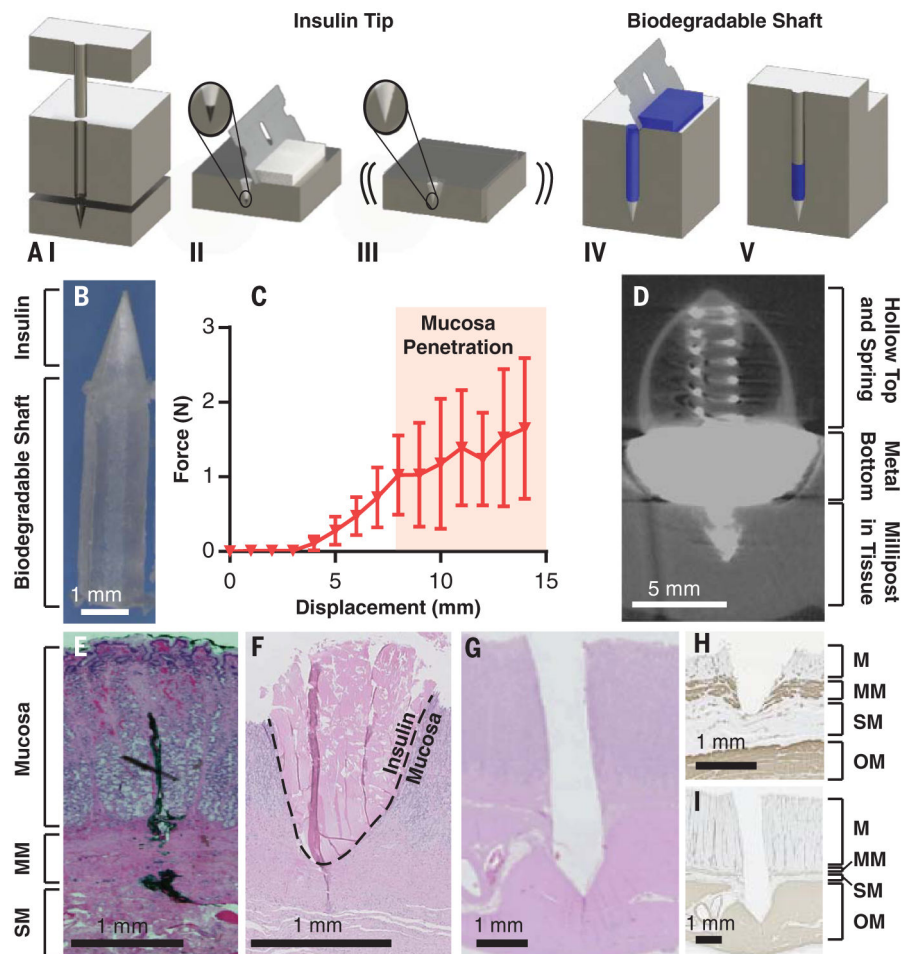 Insulin Tip
Biodegradable Shaft
A I
II
III
IV
V
B
Insulin
Biodegradable Shaft
1 mm
C
Force (N)
3
2
1
0
Mucosa
Penetration
0
5
10
15
Displacement (mm)
D
Hollow Top
and Spring
Metal
Bottom
Millipost
in Tissue
5 mm
E
Mucosa
MM
SM
1 mm
F
Insulin
Mucosa
1 mm
G
1 mm
H
M
MM
SM
OM
1 mm
I
M
MM
SM
OM
1 mm